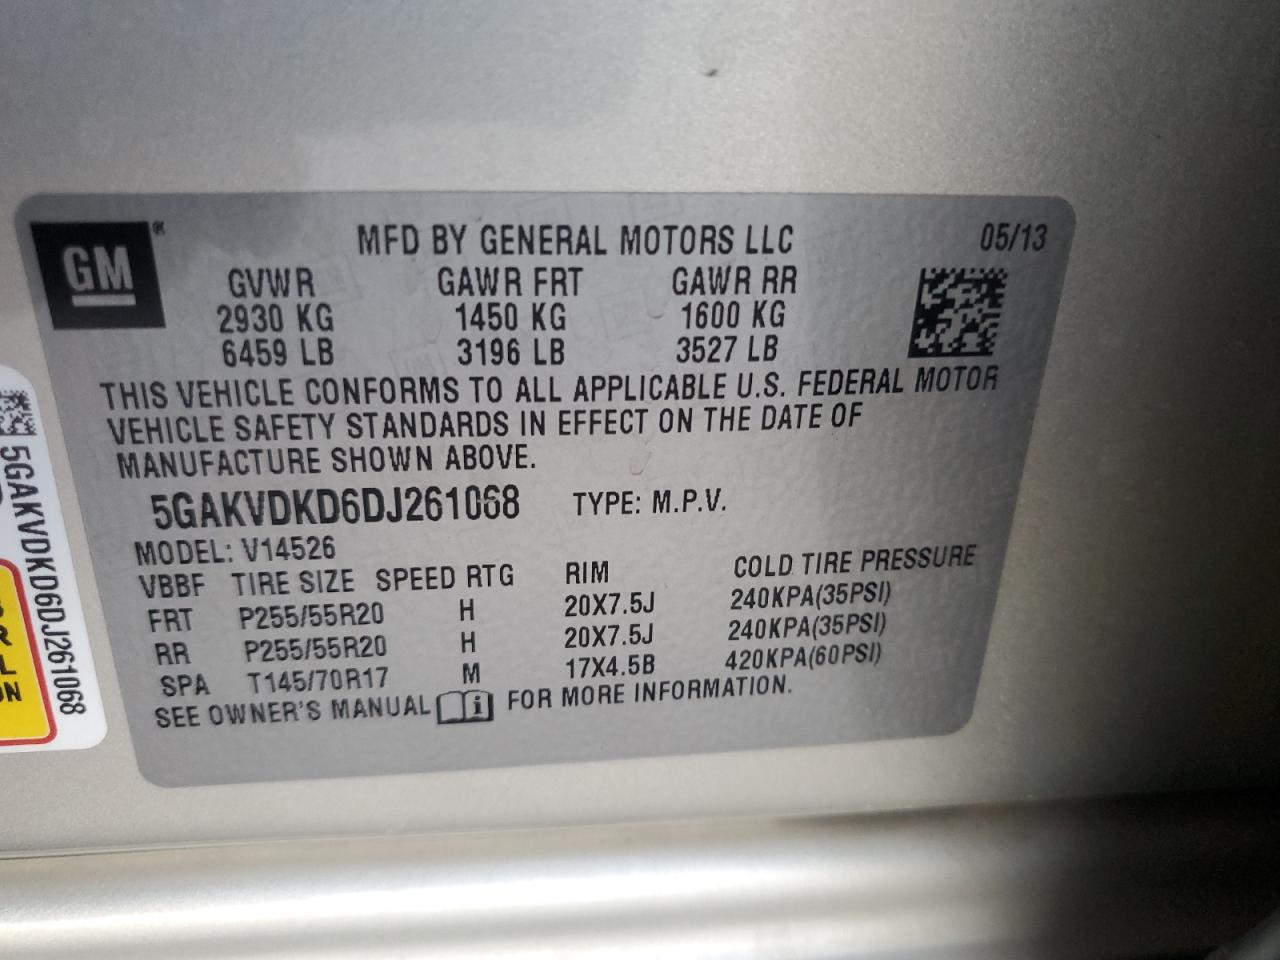 GM®
MFD BY GENERAL MOTORS LLC 05/13
GVWR GAWR FRT GAWR RR
2930 KG 1450 KG 1600 KG
6459 LB 3196 LB 3527 LB
THIS VEHICLE CONFORMS TO ALL APPLICABLE U.S. FEDERAL MOTOR
VEHICLE SAFETY STANDARDS IN EFFECT ON THE DATE OF
MANUFACTURE SHOWN ABOVE.
5GAKVDKD6DJ261068 TYPE: M.P.V.
MODEL: V14526
VBBF TIRE SIZE SPEED RTG RIM COLD TIRE PRESSURE
FRT P255/55R20 H 20X7.5J 240KPA(35PSI)
RR P255/55R20 H 20X7.5J 240KPA(35PSI)
SPA T145/70R17 M 17X4.5B 420KPA(60PSI)
SEE OWNER'S MANUAL FOR MORE INFORMATION.
5GAKVDKD6DJ261068